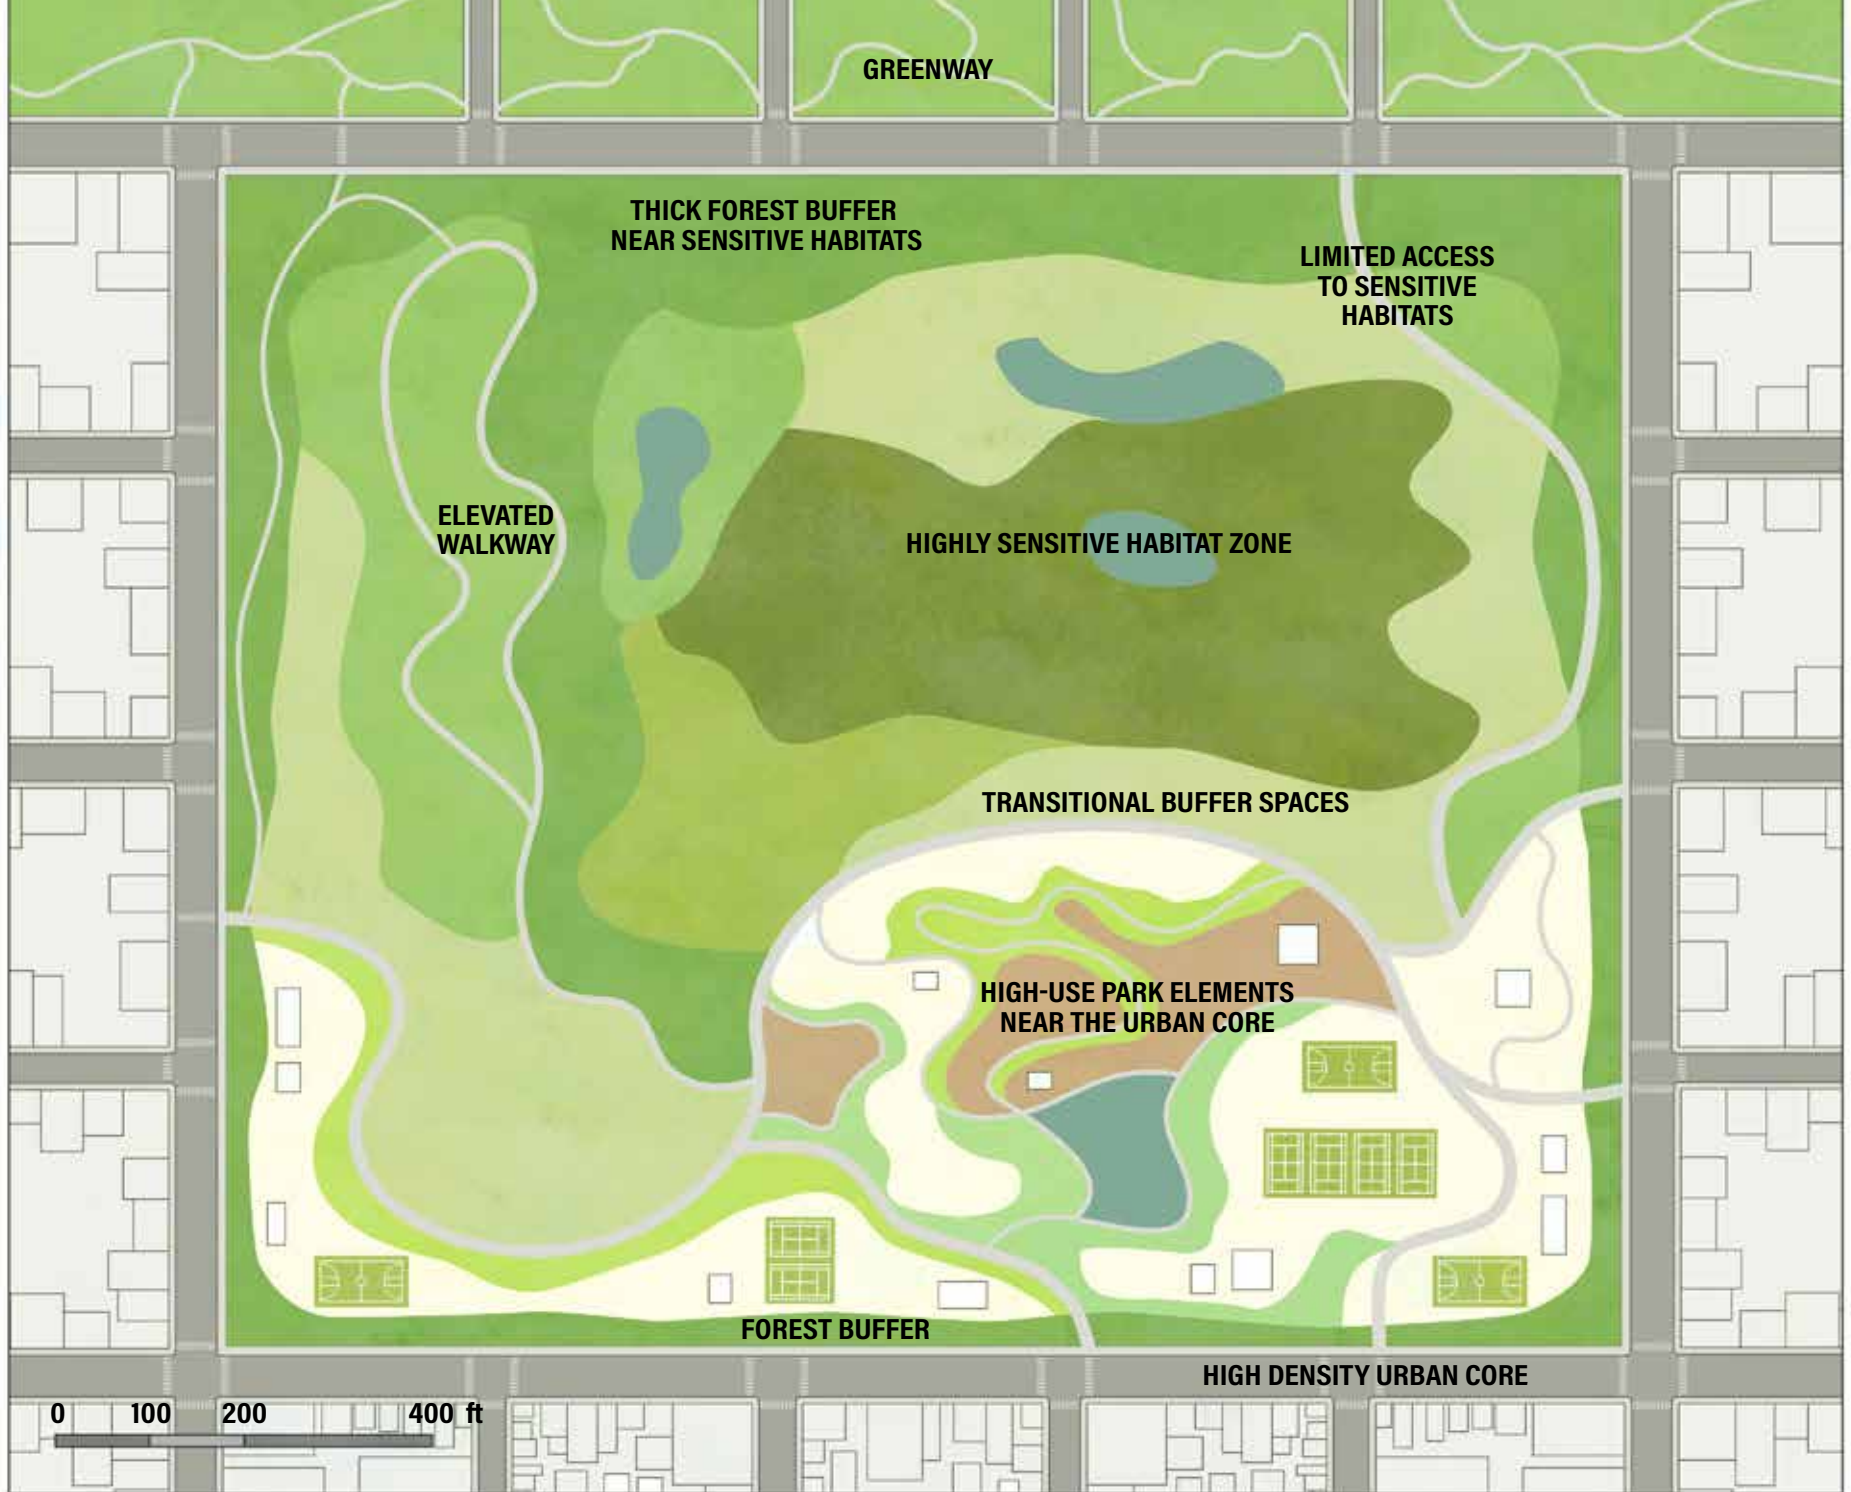 GREENWAY
THICK FOREST BUFFER
NEAR SENSITIVE HABITATS
LIMITED ACCESS
TO SENSITIVE
HABITATS
ELEVATED
WALKWAY
HIGHLY SENSITIVE HABITAT ZONE
TRANSITIONAL BUFFER SPACES
HIGH-USE PARK ELEMENTS
NEAR THE URBAN CORE
FOREST BUFFER
HIGH DENSITY URBAN CORE
0 100 200 400 ft